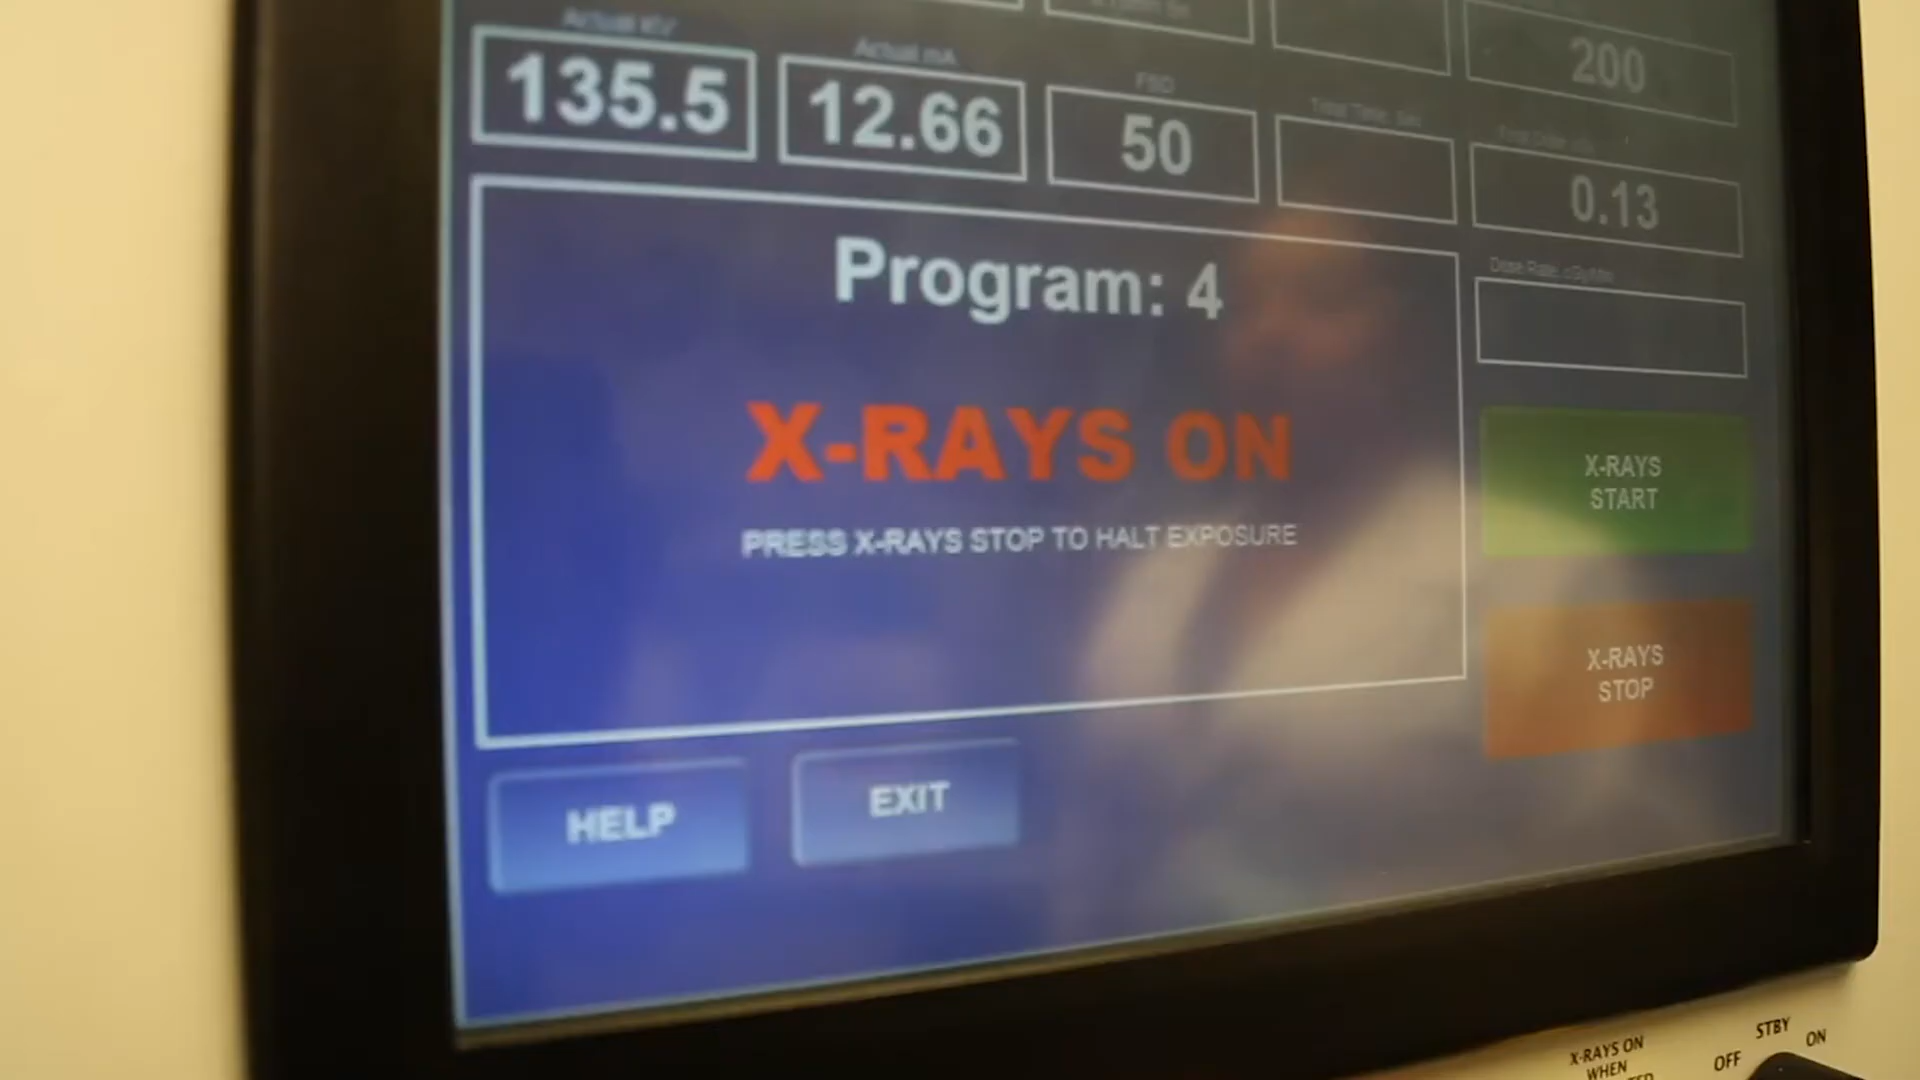 Actual KV
Actual mA
FSD
200
135.5
12.66
50
Total Time, Sec
0.13
Program: 4
Dose Rate, cGy/Min
X-RAYS ON
PRESS X-RAYS STOP TO HALT EXPOSURE
X-RAYS
START
X-RAYS
STOP
HELP
EXIT
X-RAYS ON
WHEN
OFF
STBY
ON